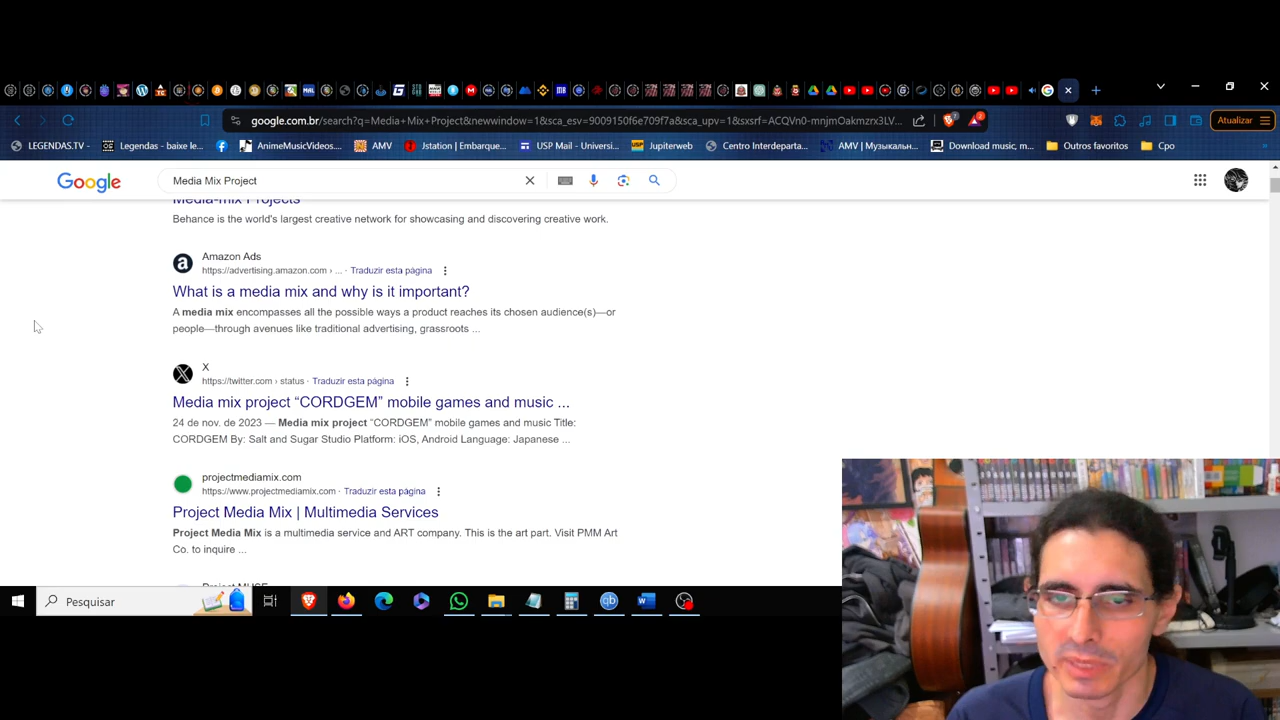 google.com.br/search?q=Media+Mix+Project&newwindow=1&sca_esv=9009150f6e709f7a&sca_upv=1&sxsrf=ACQVn0-mnjmOakmzrx3LV...
Atualizar
LEGENDAS.TV -
Legendas - baixe le...
AnimeMusicVideos....
AMV
Jstation | Embarque...
USP Mail - Universi...
Jupiterweb
Centro Interdeparta...
AMV | Музыкальн...
Download music, m...
Outros favoritos
Cpo
Google
Media Mix Project
Media-mix Projects
Behance is the world's largest creative network for showcasing and discovering creative work.
Amazon Ads
https://advertising.amazon.com › ... · Traduzir esta página
What is a media mix and why is it important?
A media mix encompasses all the possible ways a product reaches its chosen audience(s)—or
people—through avenues like traditional advertising, grassroots ...
X
https://twitter.com › status · Traduzir esta página
Media mix project “CORDGEM” mobile games and music ...
24 de nov. de 2023 — Media mix project “CORDGEM” mobile games and music Title:
CORDGEM By: Salt and Sugar Studio Platform: iOS, Android Language: Japanese ...
projectmediamix.com
https://www.projectmediamix.com · Traduzir esta página
Project Media Mix | Multimedia Services
Project Media Mix is a multimedia service and ART company. This is the art part. Visit PMM Art
Co. to inquire ...
Project MUSE
Pesquisar